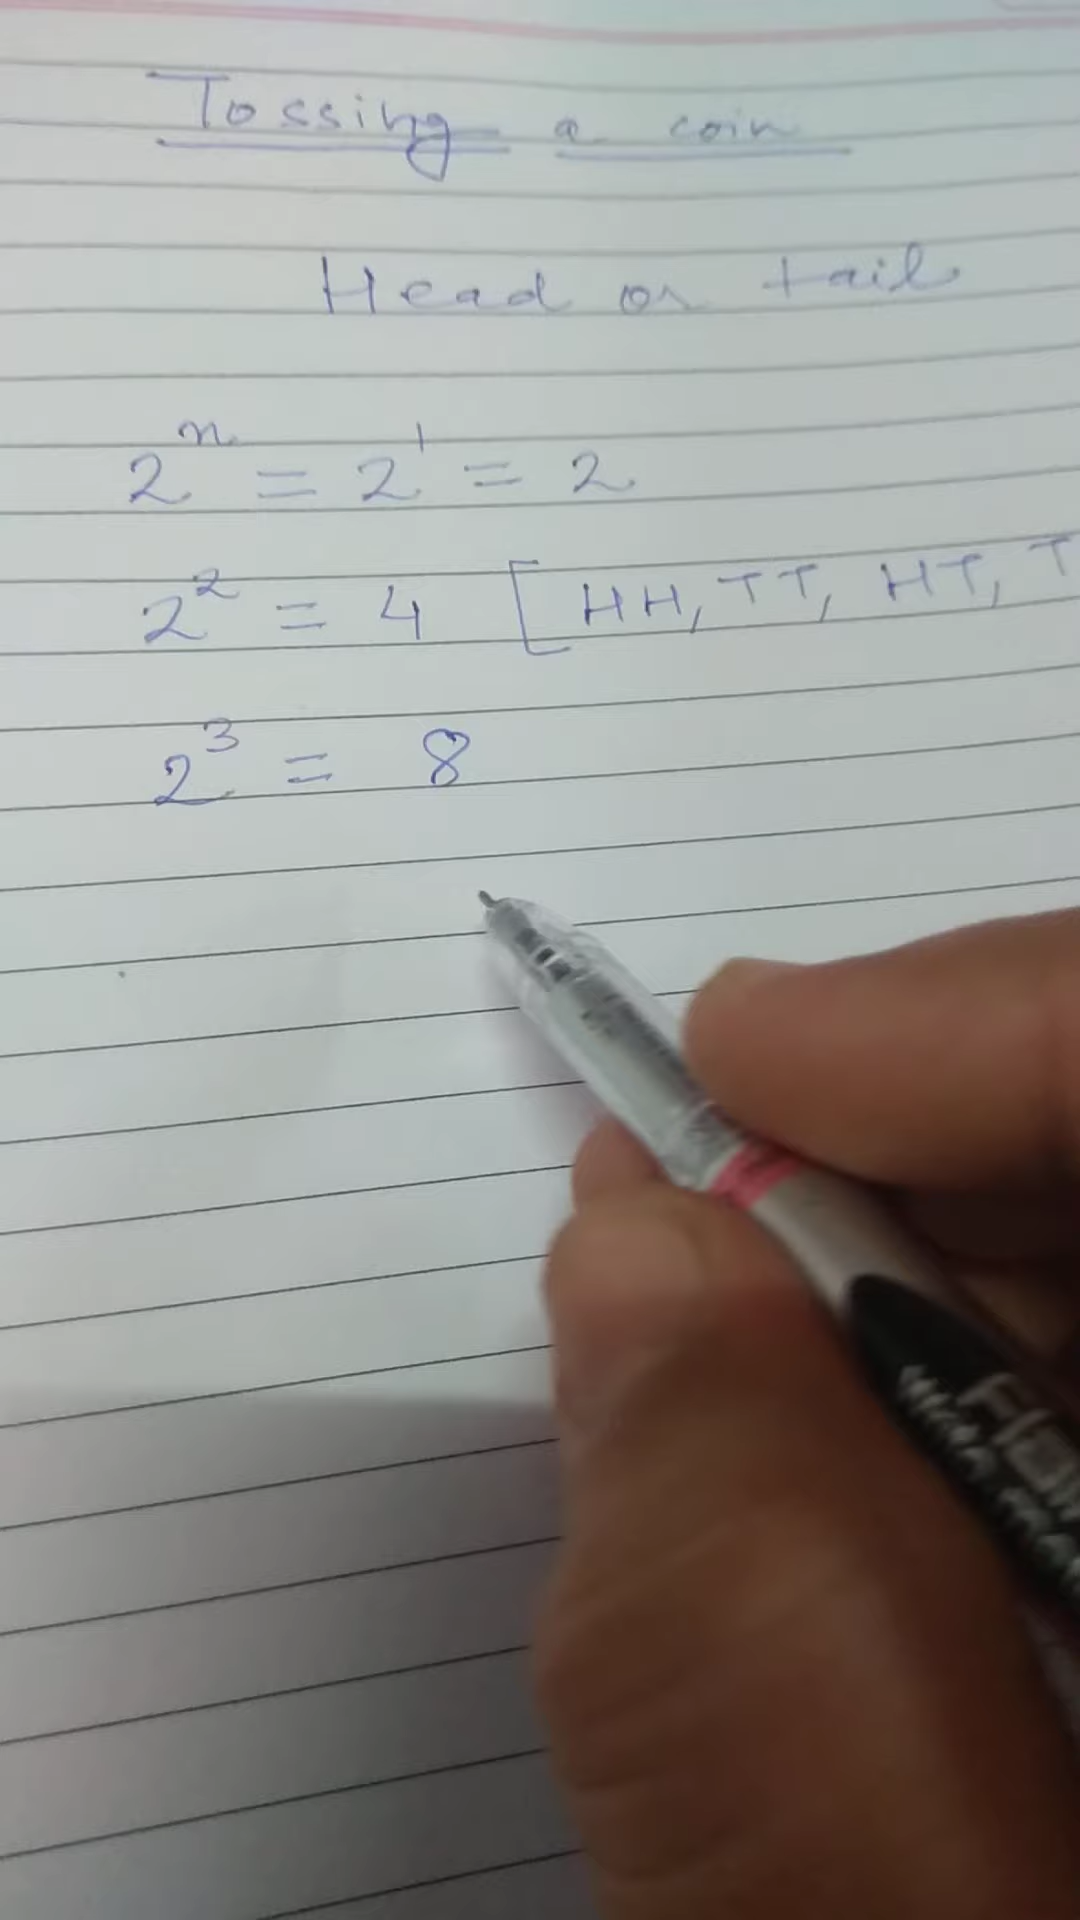 Tossing a coin
Head or tail
2ⁿ = 2¹ = 2
2² = 4 [HH, TT, HT, T
2³ = 8